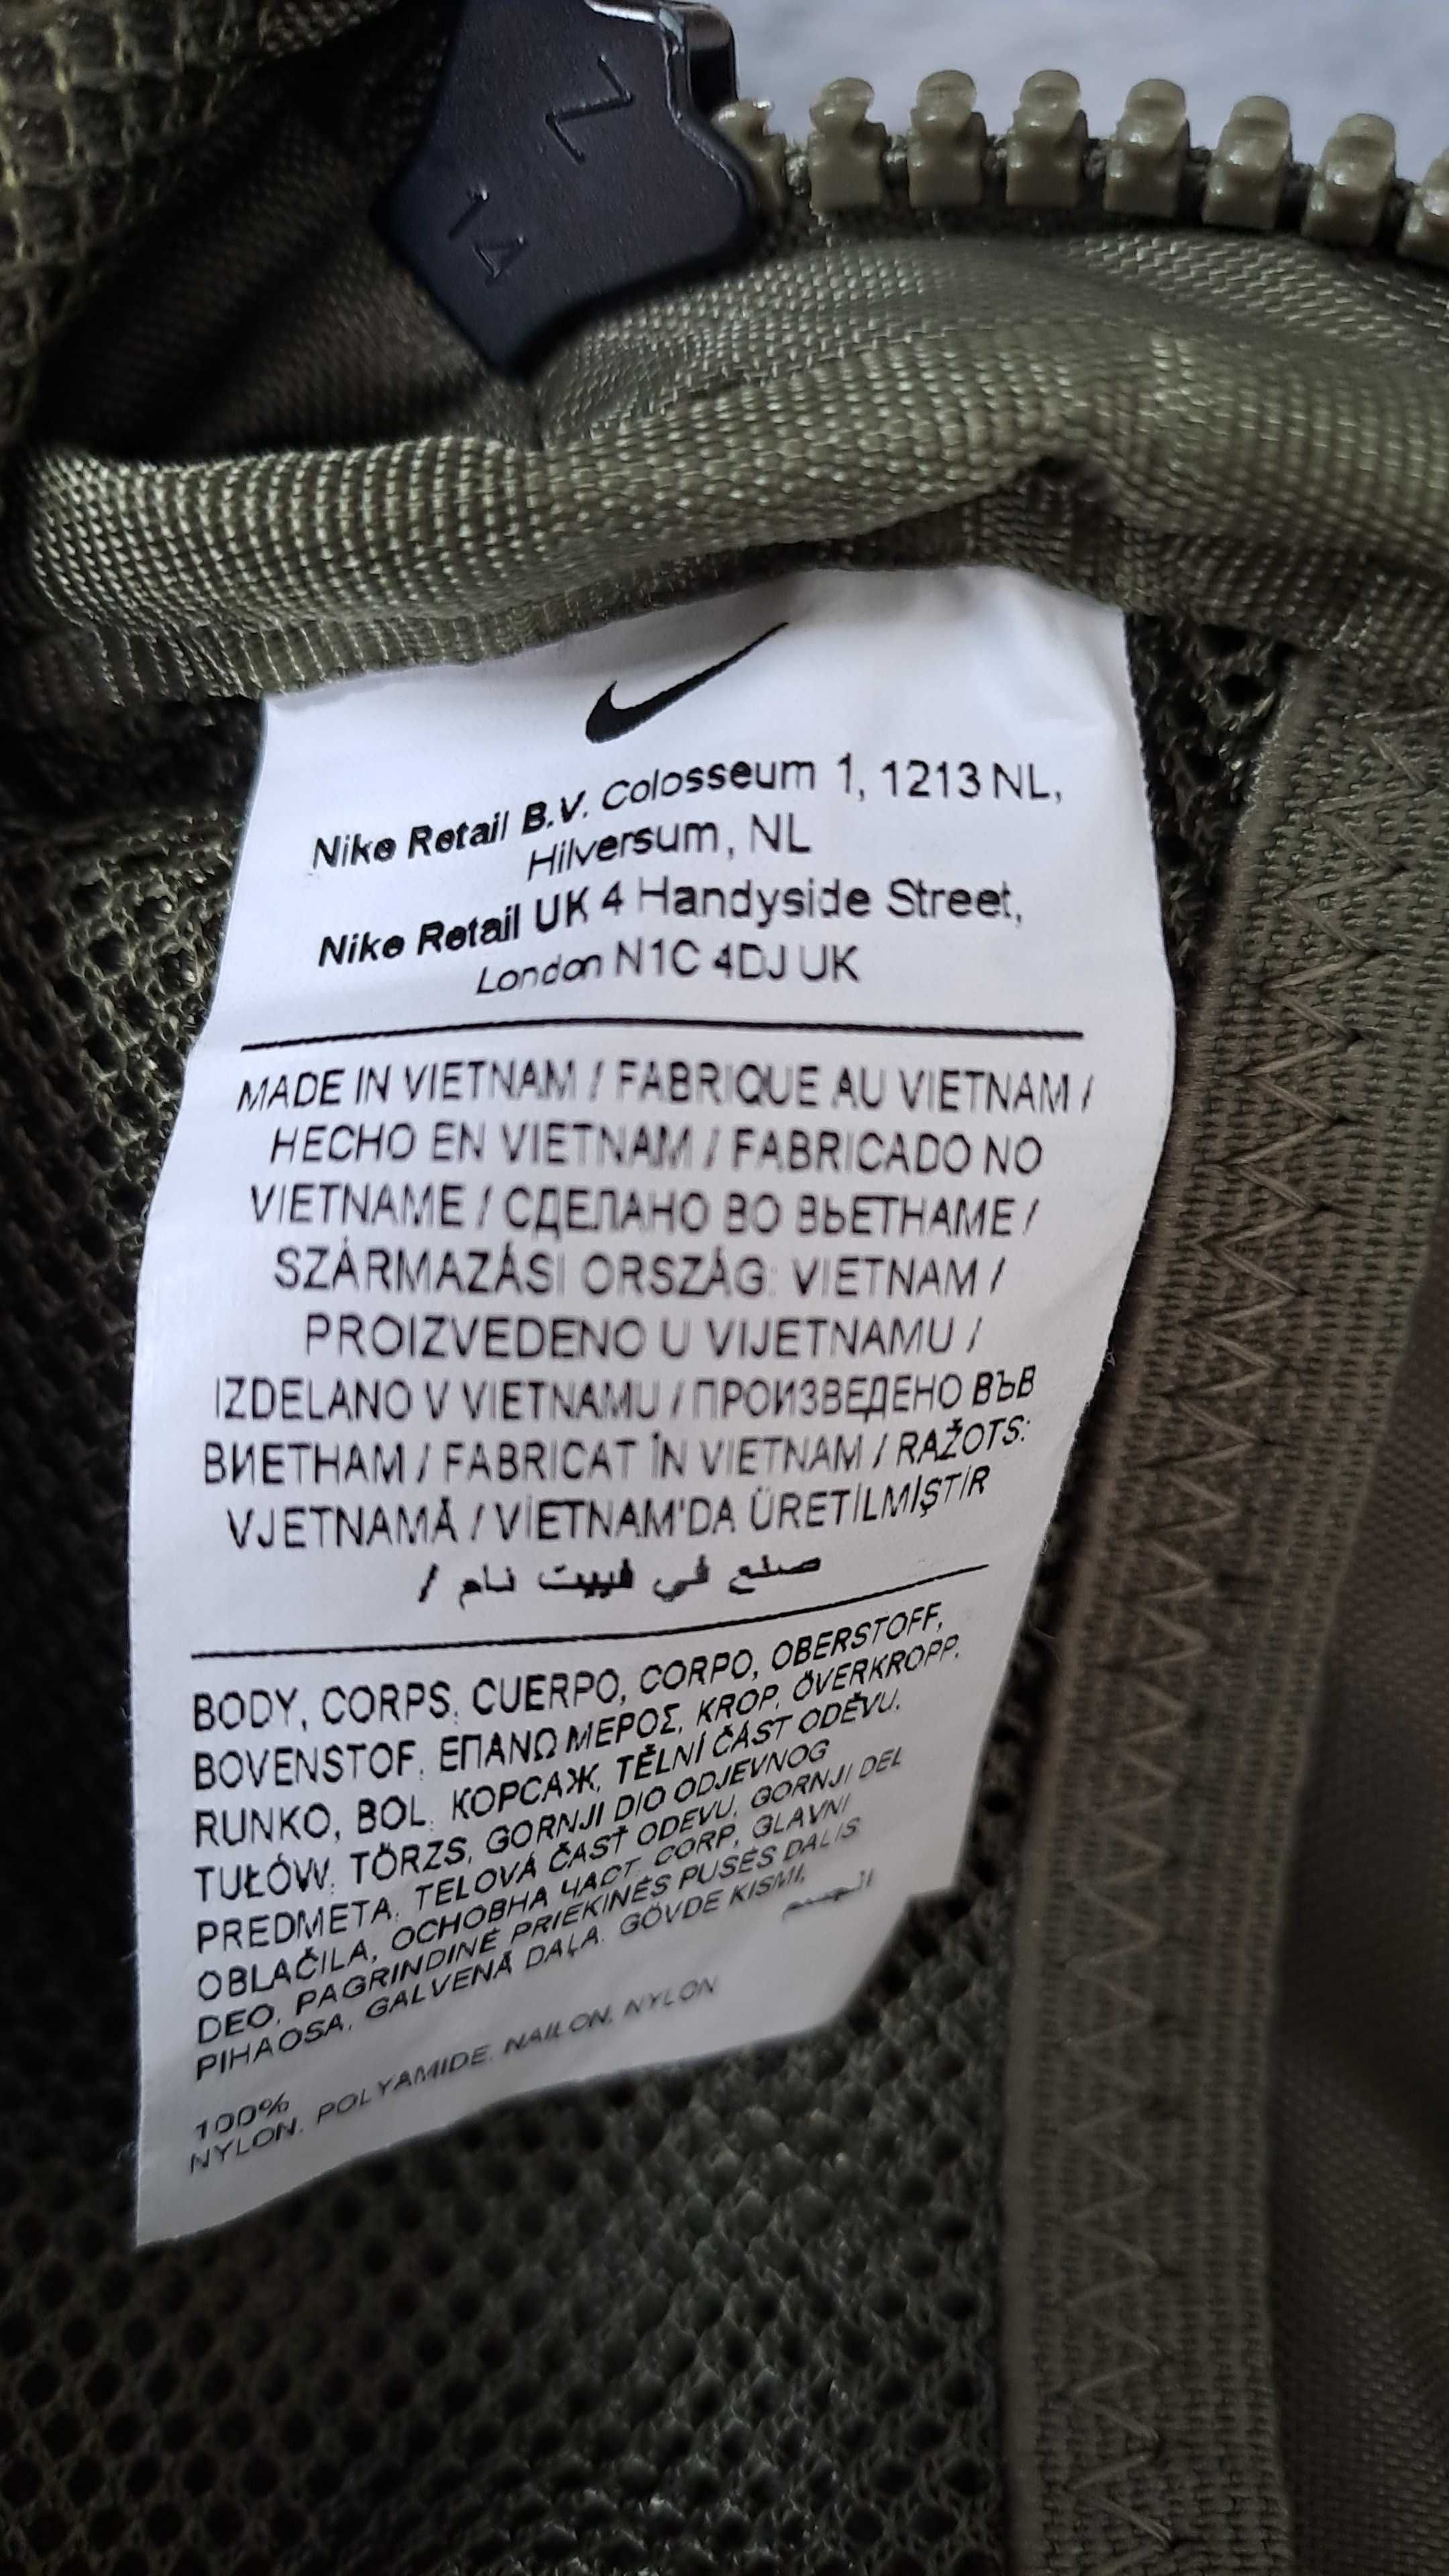 Nike Retail B.V. Colosseum 1, 1213 NL,
Hilversum, NL
Nike Retail UK 4 Handyside Street,
London N1C 4DJ UK
MADE IN VIETNAM / FABRIQUE AU VIETNAM /
HECHO EN VIETNAM / FABRICADO NO
VIETNAME / СДЕЛАНО ВО ВЬЕТНАМЕ /
SZÁRMAZÁSI ORSZÁG: VIETNAM /
PROIZVEDENO U VIJETNAMU /
IZDELANO V VIETNAMU / ПРОИЗВЕДЕНО ВЪВ
ВИЕТНАМ / FABRICAT ÎN VIETNAM / RAŽOTS:
VJETNAMĀ / VİETNAM'DA ÜRETİLMİŞTİR
صنع في فييت نام /
BODY, CORPS, CUERPO, CORPO, OBERSTOFF,
BOVENSTOF, ΕΠΑΝΩ ΜΕΡΟΣ, KROP, ÖVERKROPP,
RUNKO, BOL, КОРСАЖ, TĚLNÍ ČÁST ODĚVU,
TUŁÓW, TÖRZS, GORNJI DIO ODJEVNOG
PREDMETA, TELOVÁ ČASŤ ODEVU, GORNJI DEL
OBLAČILA, ОСНОВНА ЧАСТ, CORP, GLAVNI
DEO, PAGRINDINĖ PRIEKINĖS PUSĖS DALIS,
PIHAOSA, GALVENĀ DAĻA, GÖVDE KISMI,
الجسم
100%
NYLON, POLYAMIDE, NAILON, NYLON